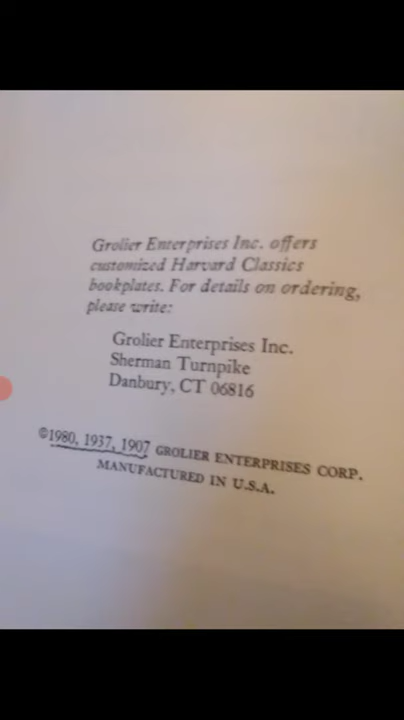 Grolier Enterprises Inc. offers
customized Harvard Classics
bookplates. For details on ordering,
please write:
Grolier Enterprises Inc.
Sherman Turnpike
Danbury, CT 06816
©1980, 1937, 1907 GROLIER ENTERPRISES CORP.
MANUFACTURED IN U.S.A.